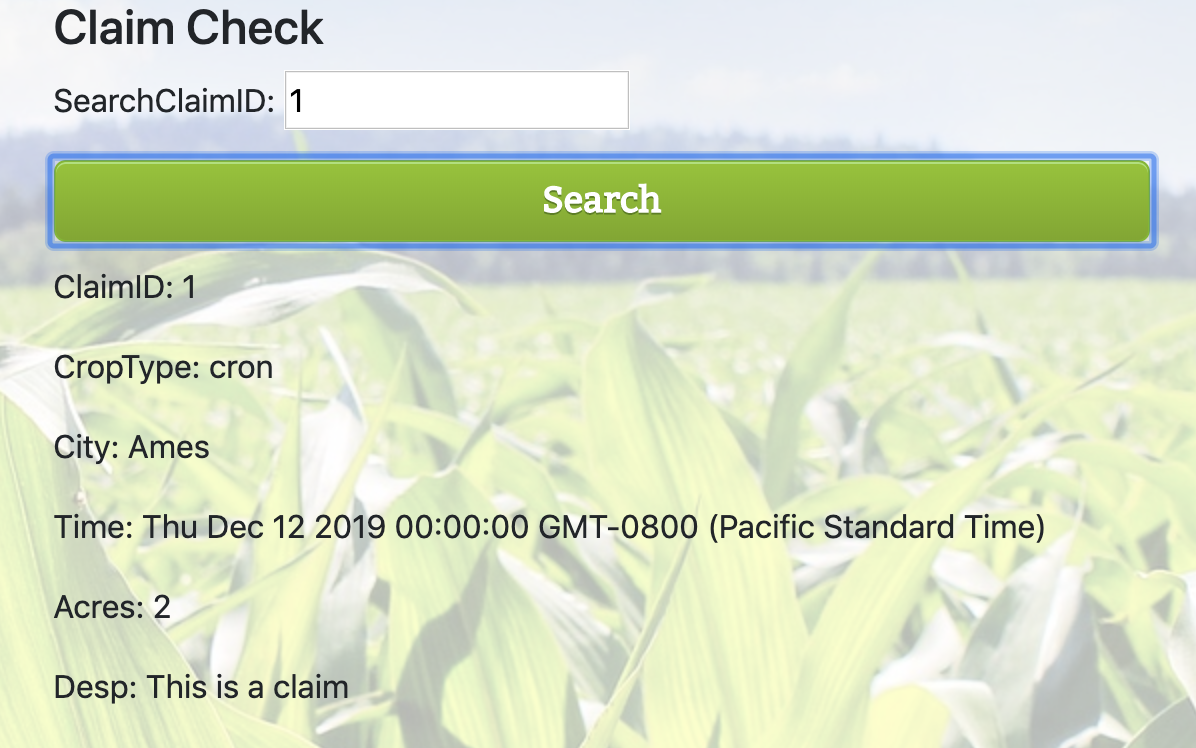 Claim Check
SearchClaimID: 1
Search
ClaimID: 1
CropType: cron
City: Ames
Time: Thu Dec 12 2019 00:00:00 GMT-0800 (Pacific Standard Time)
Acres: 2
Desp: This is a claim